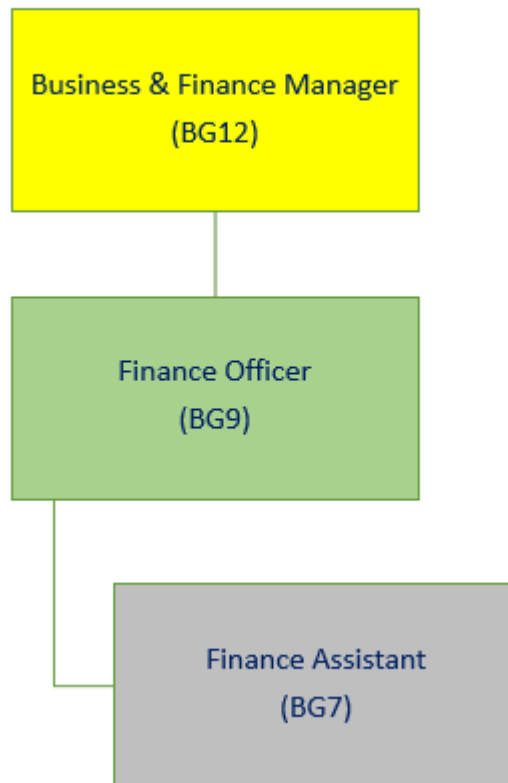 Business & Finance Manager
(BG12)
Finance Officer
(BG9)
Finance Assistant
(BG7)